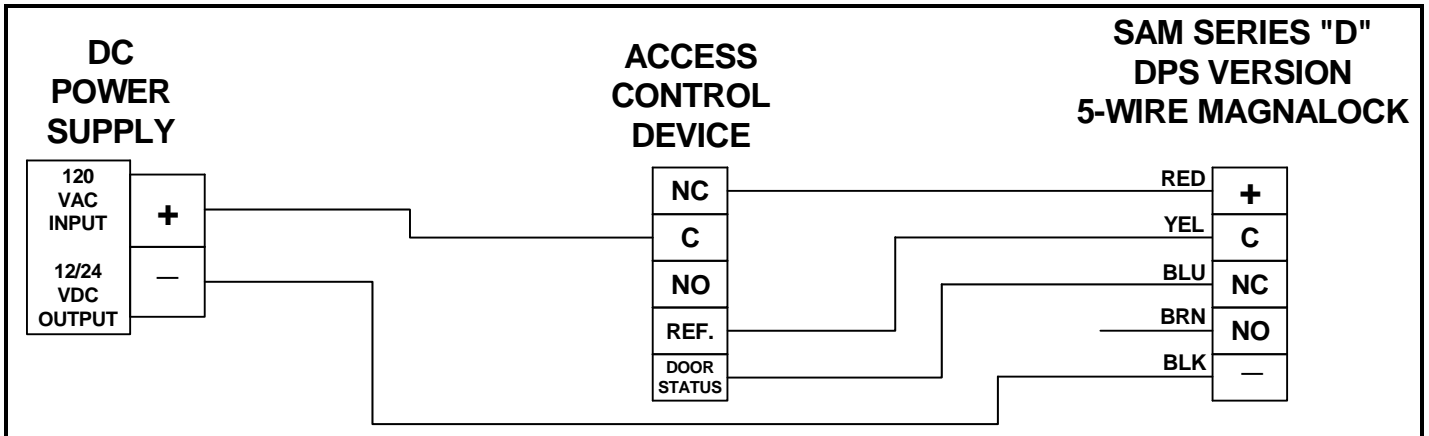 DC
POWER
SUPPLY
120
VAC
INPUT
12/24
VDC
OUTPUT
+
–
ACCESS
CONTROL
DEVICE
NC
C
NO
REF.
DOOR
STATUS
SAM SERIES "D"
DPS VERSION
5-WIRE MAGNALOCK
RED
+
YEL
C
BLU
NC
BRN
NO
BLK
–